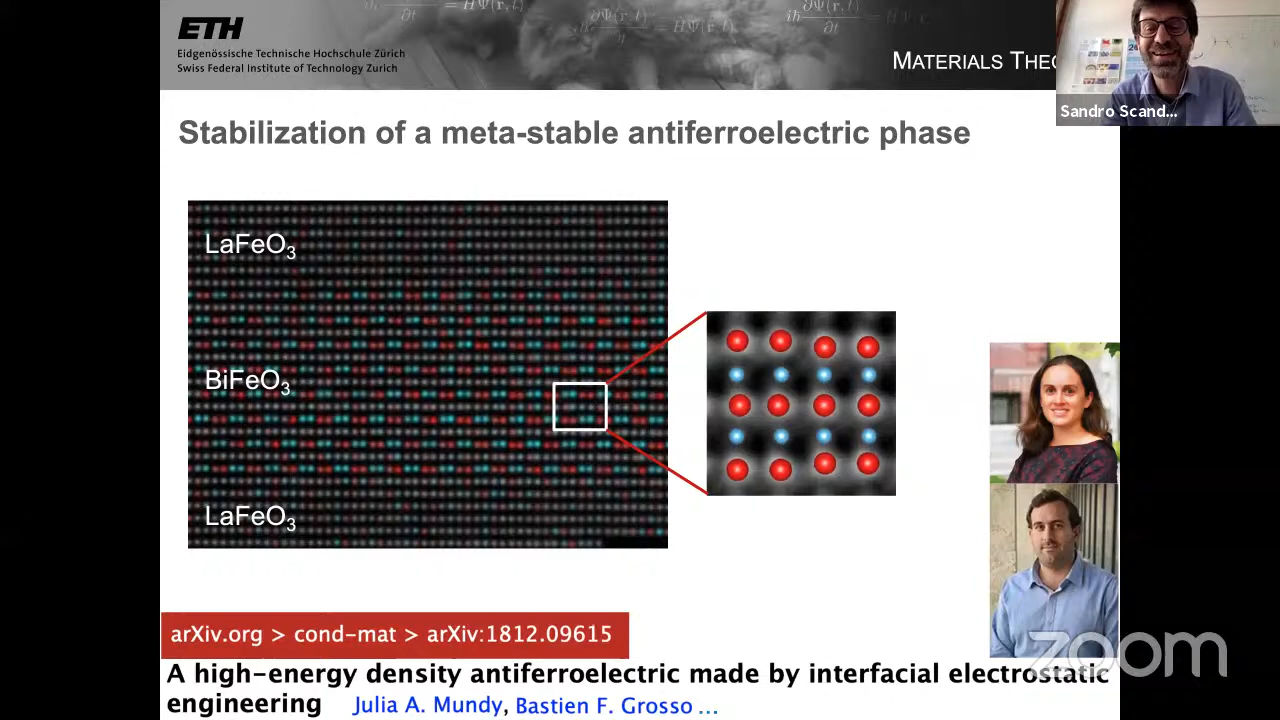 ETH
Eidgenössische Technische Hochschule Zürich
Swiss Federal Institute of Technology Zurich
MATERIALS
Sandro Scand...
Stabilization of a meta-stable antiferroelectric phase
LaFeO₃
BiFeO₃
LaFeO₃
arXiv.org > cond-mat > arXiv:1812.09615
zoom
A high-energy density antiferroelectric made by interfacial electrostatic
engineering Julia A. Mundy, Bastien F. Grosso ...